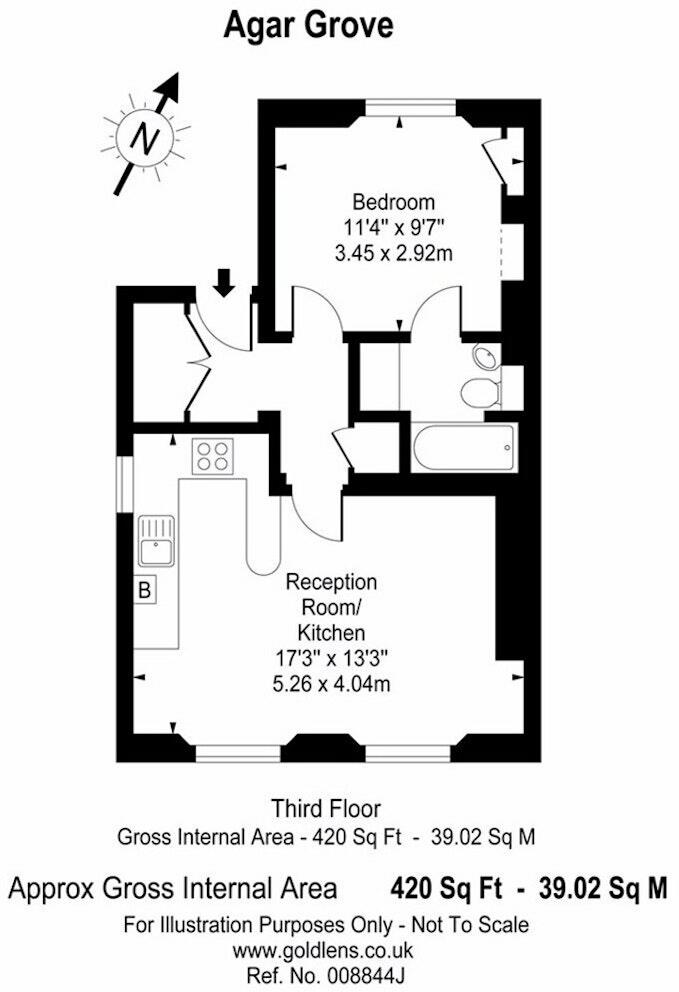 Agar Grove
N
Bedroom
11'4" x 9'7"
3.45 x 2.92m
B
Reception
Room/
Kitchen
17'3" x 13'3"
5.26 x 4.04m
Third Floor
Gross Internal Area - 420 Sq Ft - 39.02 Sq M
Approx Gross Internal Area 420 Sq Ft - 39.02 Sq M
For Illustration Purposes Only - Not To Scale
www.goldlens.co.uk
Ref. No. 008844J